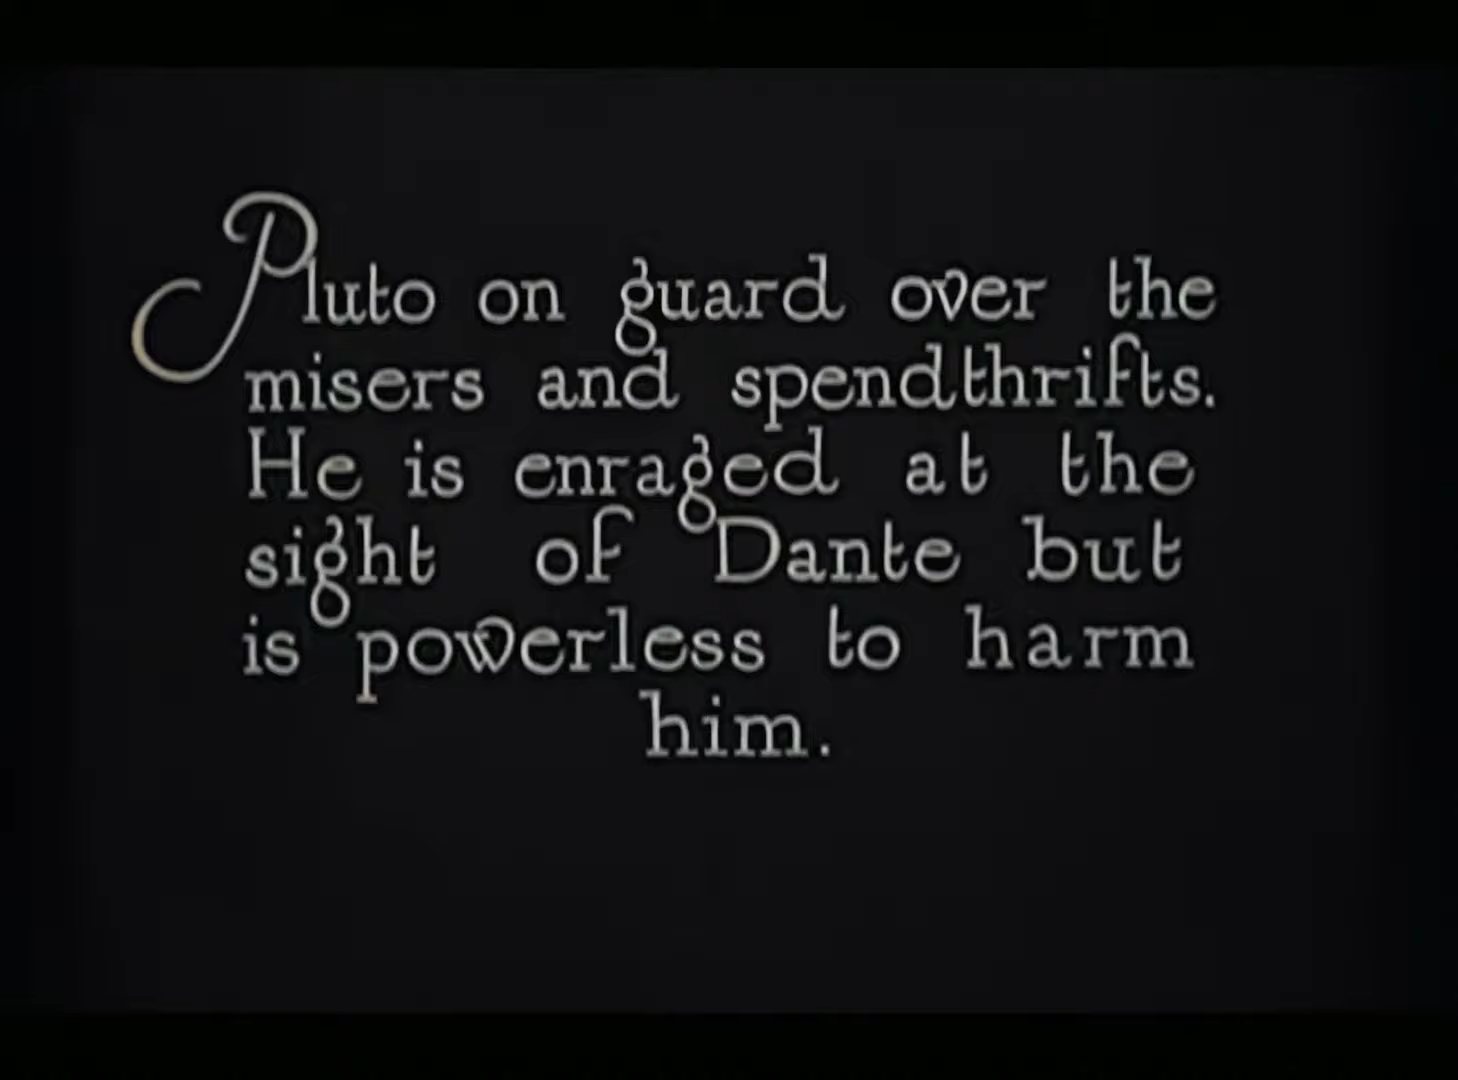 Pluto on guard over the
misers and spendthrifts.
He is enraged at the
sight of Dante but
is powerless to harm
him.